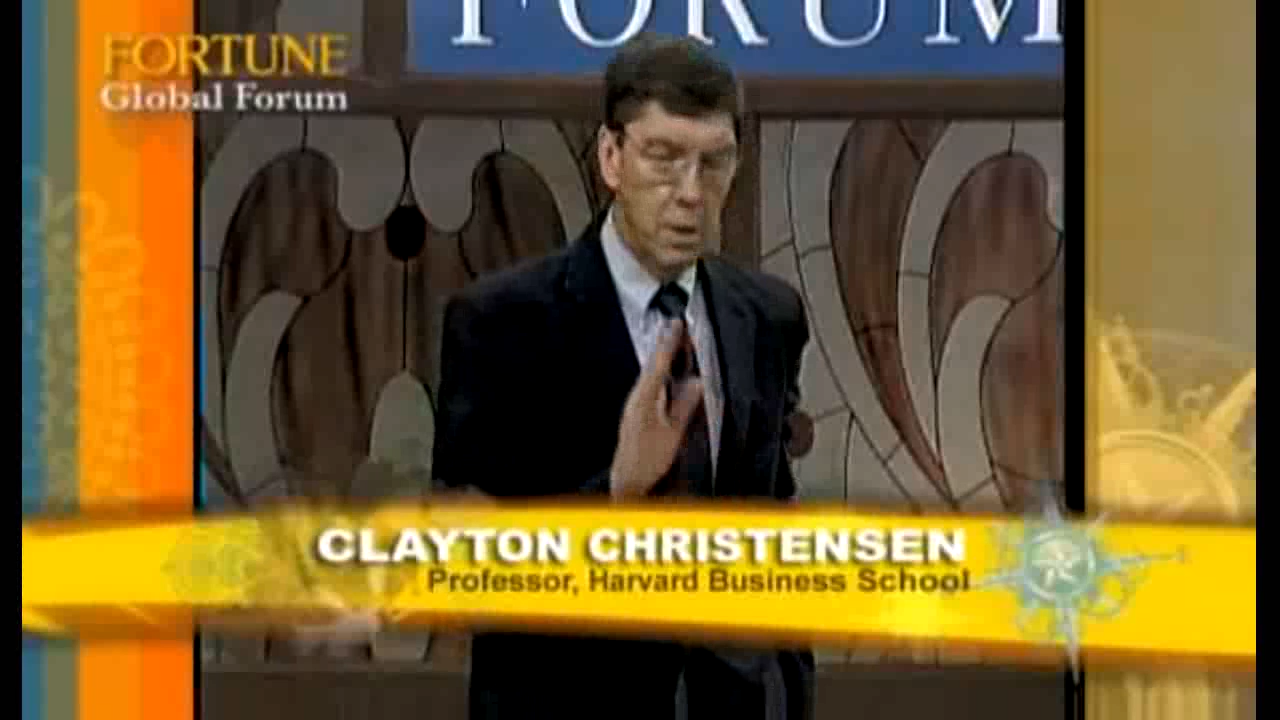 FORUM
FORTUNE
Global Forum
CLAYTON CHRISTENSEN
Professor, Harvard Business School